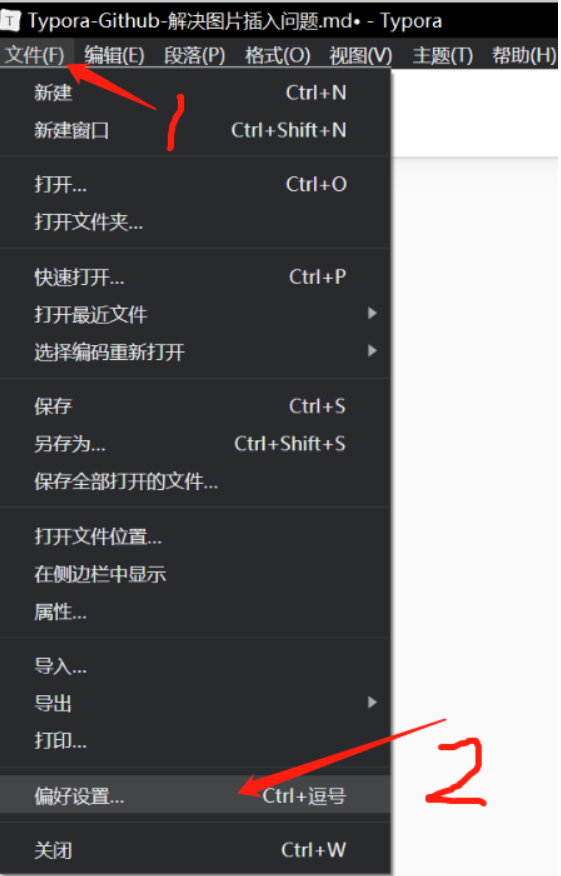 T Typora-Github-解决图片插入问题.md• - Typora
文件(F) 编辑(E) 段落(P) 格式(O) 视图(V) 主题(T) 帮助(H)
1
新建 Ctrl+N
新建窗口 Ctrl+Shift+N
打开... Ctrl+O
打开文件夹...
快速打开... Ctrl+P
打开最近文件
选择编码重新打开
保存 Ctrl+S
另存为... Ctrl+Shift+S
保存全部打开的文件...
打开文件位置...
在侧边栏中显示
属性...
导入...
导出
打印...
2
偏好设置... Ctrl+逗号
关闭 Ctrl+W